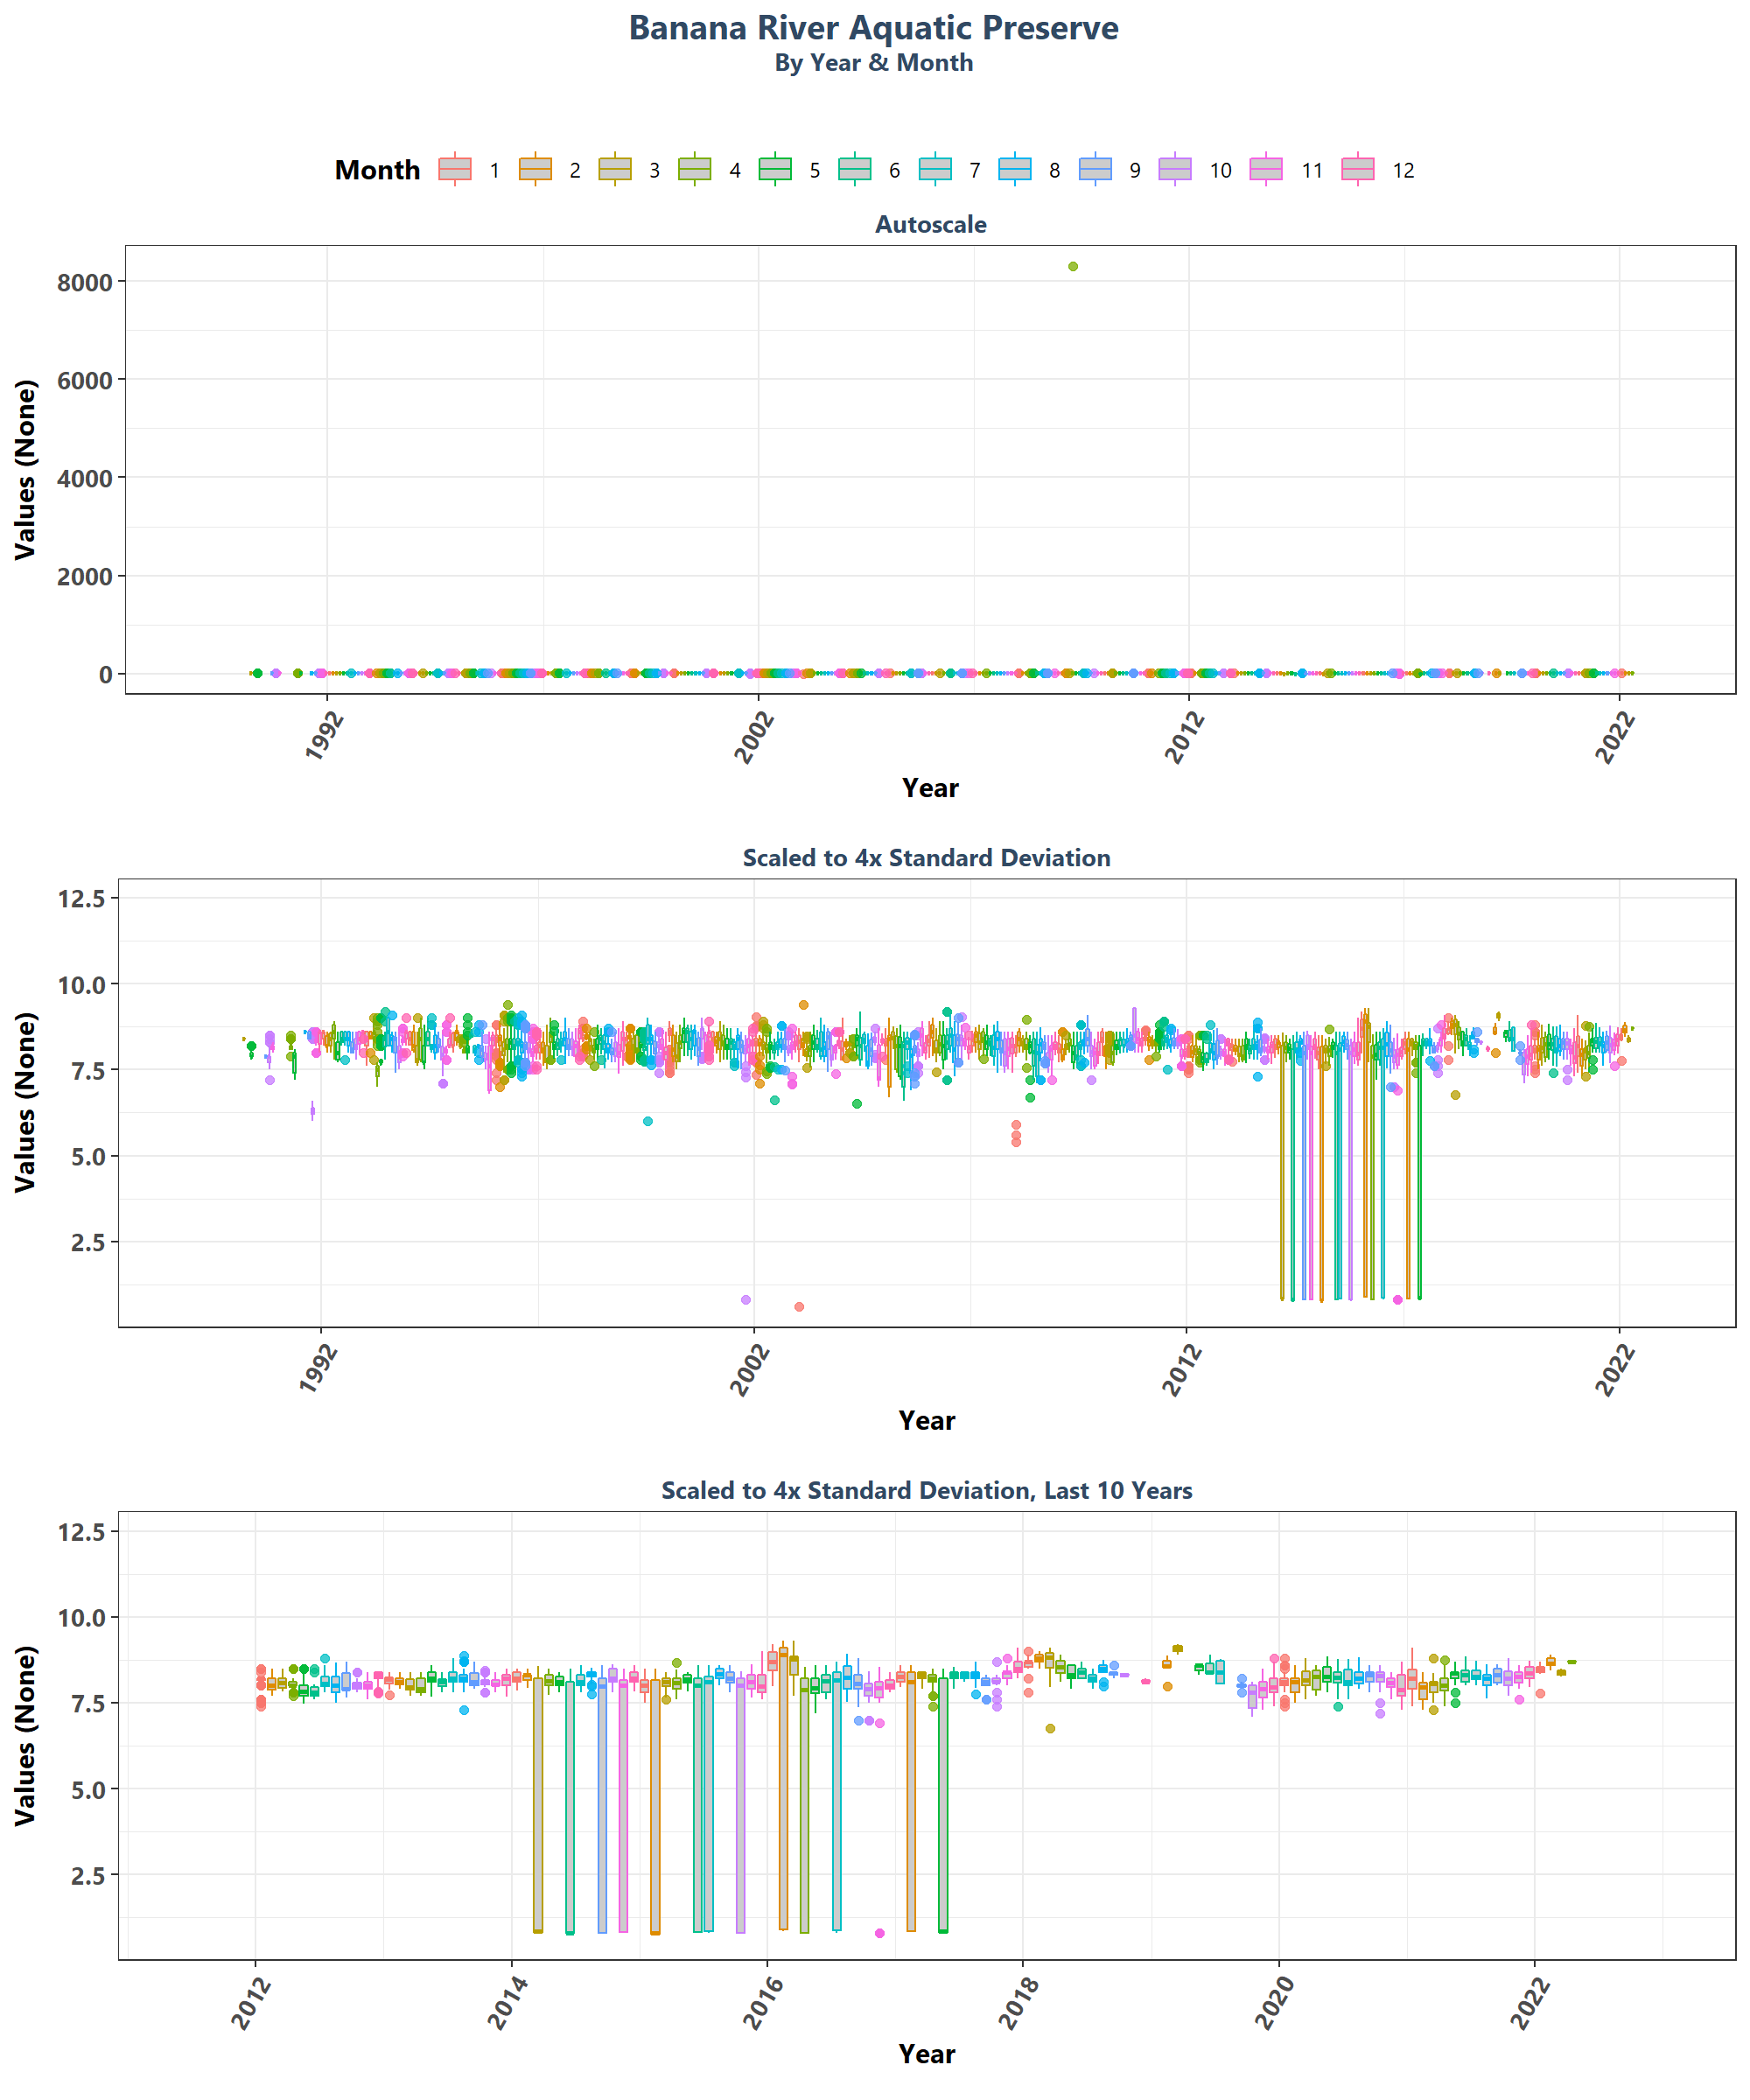 Banana River Aquatic Preserve
By Year & Month
Month 1 2 3 4 5 6 7 8 9 10 11 12
Autoscale
Values (None)
8000
6000
4000
2000
0
1992 2002 2012 2022
Year
Scaled to 4x Standard Deviation
Values (None)
12.5
10.0
7.5
5.0
2.5
1992 2002 2012 2022
Year
Scaled to 4x Standard Deviation, Last 10 Years
Values (None)
12.5
10.0
7.5
5.0
2.5
2012 2014 2016 2018 2020 2022
Year